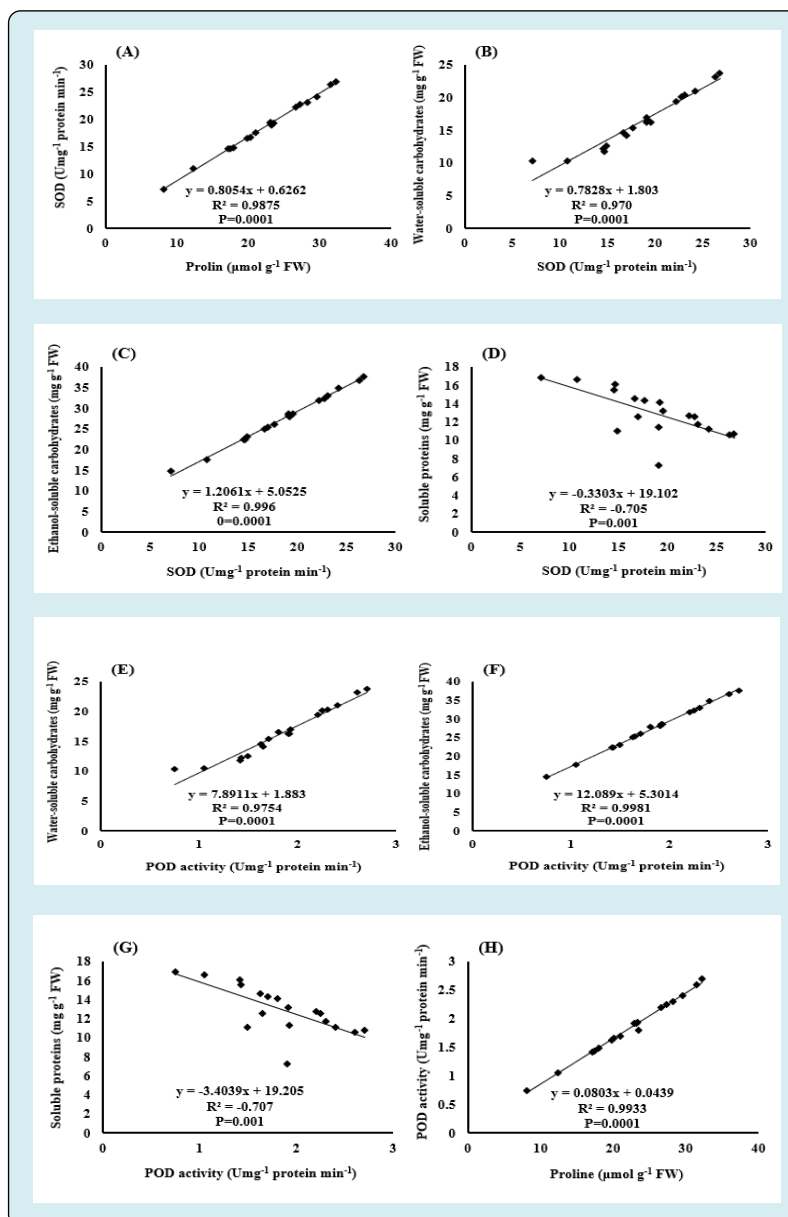 (A)
SOD (Umg⁻¹ protein min⁻¹)
30
25
20
15
10
5
0
y = 0.8054x + 0.6262
R² = 0.9875
P=0.0001
0 10 20 30 40
Prolin (µmol g⁻¹ FW)
(B)
Water-soluble carbohydrates (mg g⁻¹ FW)
25
20
15
10
5
0
y = 0.7828x + 1.803
R² = 0.970
P=0.0001
0 5 10 15 20 25 30
SOD (Umg⁻¹ protein min⁻¹)
(C)
Ethanol-soluble carbohydrates (mg g⁻¹ FW)
40
35
30
25
20
15
10
5
0
y = 1.2061x + 5.0525
R² = 0.996
0=0.0001
0 5 10 15 20 25 30
SOD (Umg⁻¹ protein min⁻¹)
(D)
Soluble proteins (mg g⁻¹ FW)
18
16
14
12
10
8
6
4
2
0
y = -0.3303x + 19.102
R² = -0.705
P=0.001
0 5 10 15 20 25 30
SOD (Umg⁻¹ protein min⁻¹)
(E)
Water-soluble carbohydrates (mg g⁻¹ FW)
25
20
15
10
5
0
y = 7.8911x + 1.883
R² = 0.9754
P=0.0001
0 1 2 3
POD activity (Umg⁻¹ protein min⁻¹)
(F)
Ethanol-soluble carbohydrates (mg g⁻¹ FW)
40
35
30
25
20
15
10
5
0
y = 12.089x + 5.3014
R² = 0.9981
P=0.0001
0 1 2 3
POD activity (Umg⁻¹ protein min⁻¹)
(G)
Soluble proteins (mg g⁻¹ FW)
18
16
14
12
10
8
6
4
2
0
y = -3.4039x + 19.205
R² = -0.707
P=0.001
0 1 2 3
POD activity (Umg⁻¹ protein min⁻¹)
(H)
POD activity (Umg⁻¹ protein min⁻¹)
3
2.5
2
1.5
1
0.5
0
y = 0.0803x + 0.0439
R² = 0.9933
P=0.0001
0 10 20 30 40
Proline (µmol g⁻¹ FW)